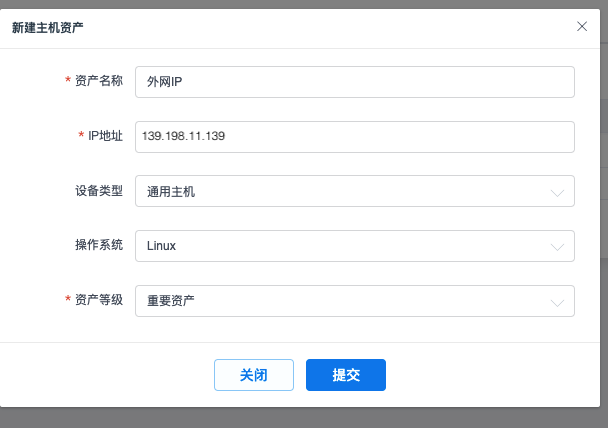 新建主机资产
* 资产名称 外网IP
* IP地址 139.198.11.139
设备类型 通用主机
操作系统 Linux
* 资产等级 重要资产
关闭 提交